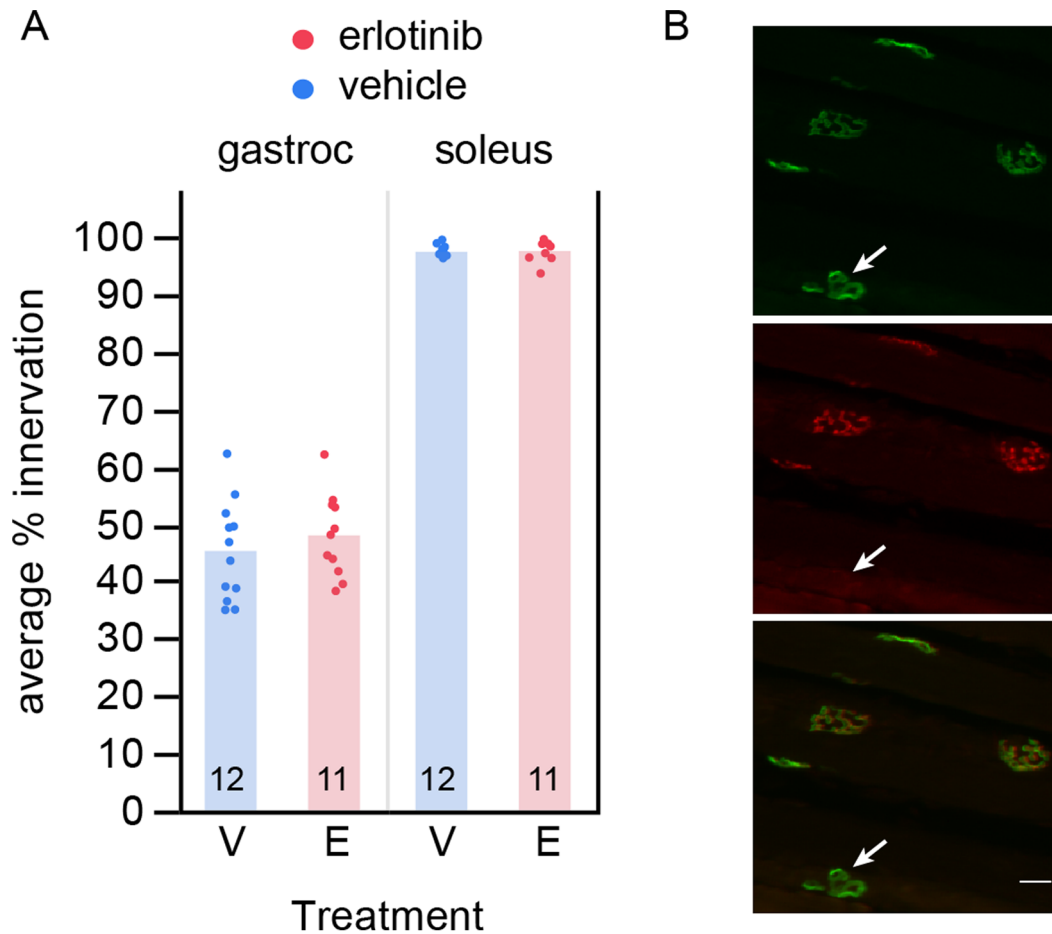 A
erlotinib
vehicle
gastroc soleus
average % innervation
100
90
80
70
60
50
40
30
20
10
0
12 11 12 11
V E V E
Treatment
B